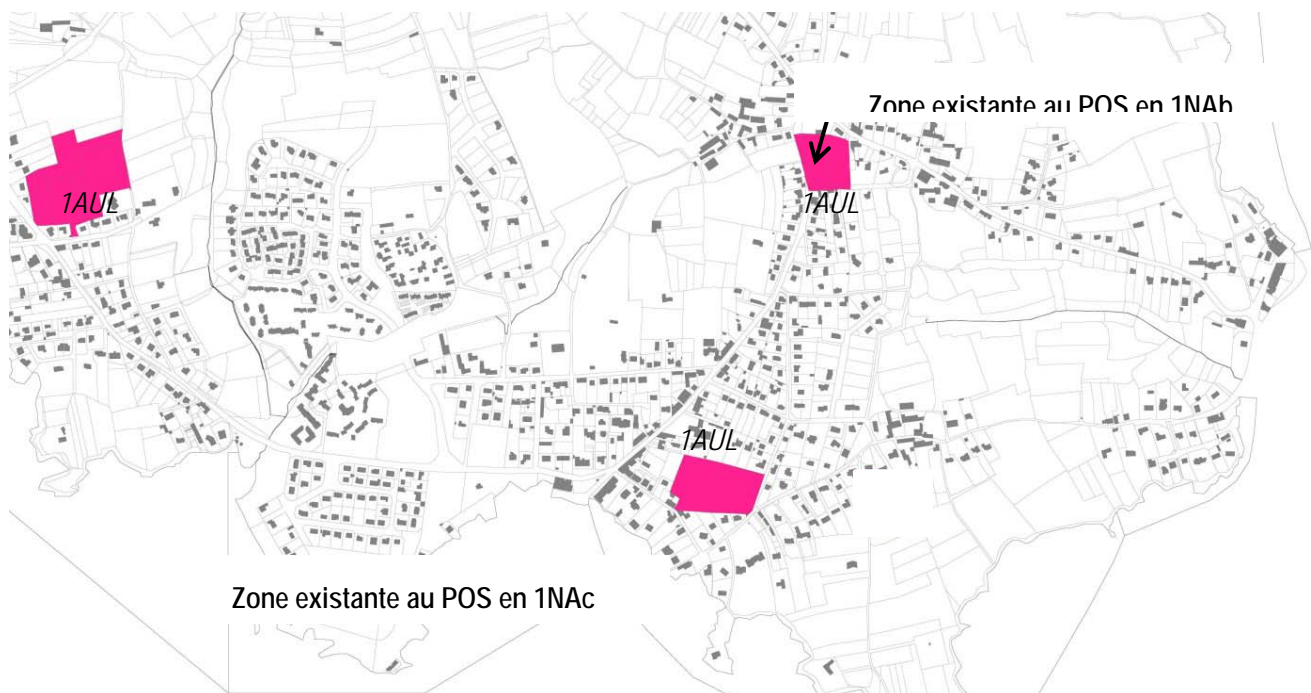 Zone existante au POS en 1NAb
1AUL
1AUL
1AUL
Zone existante au POS en 1NAc